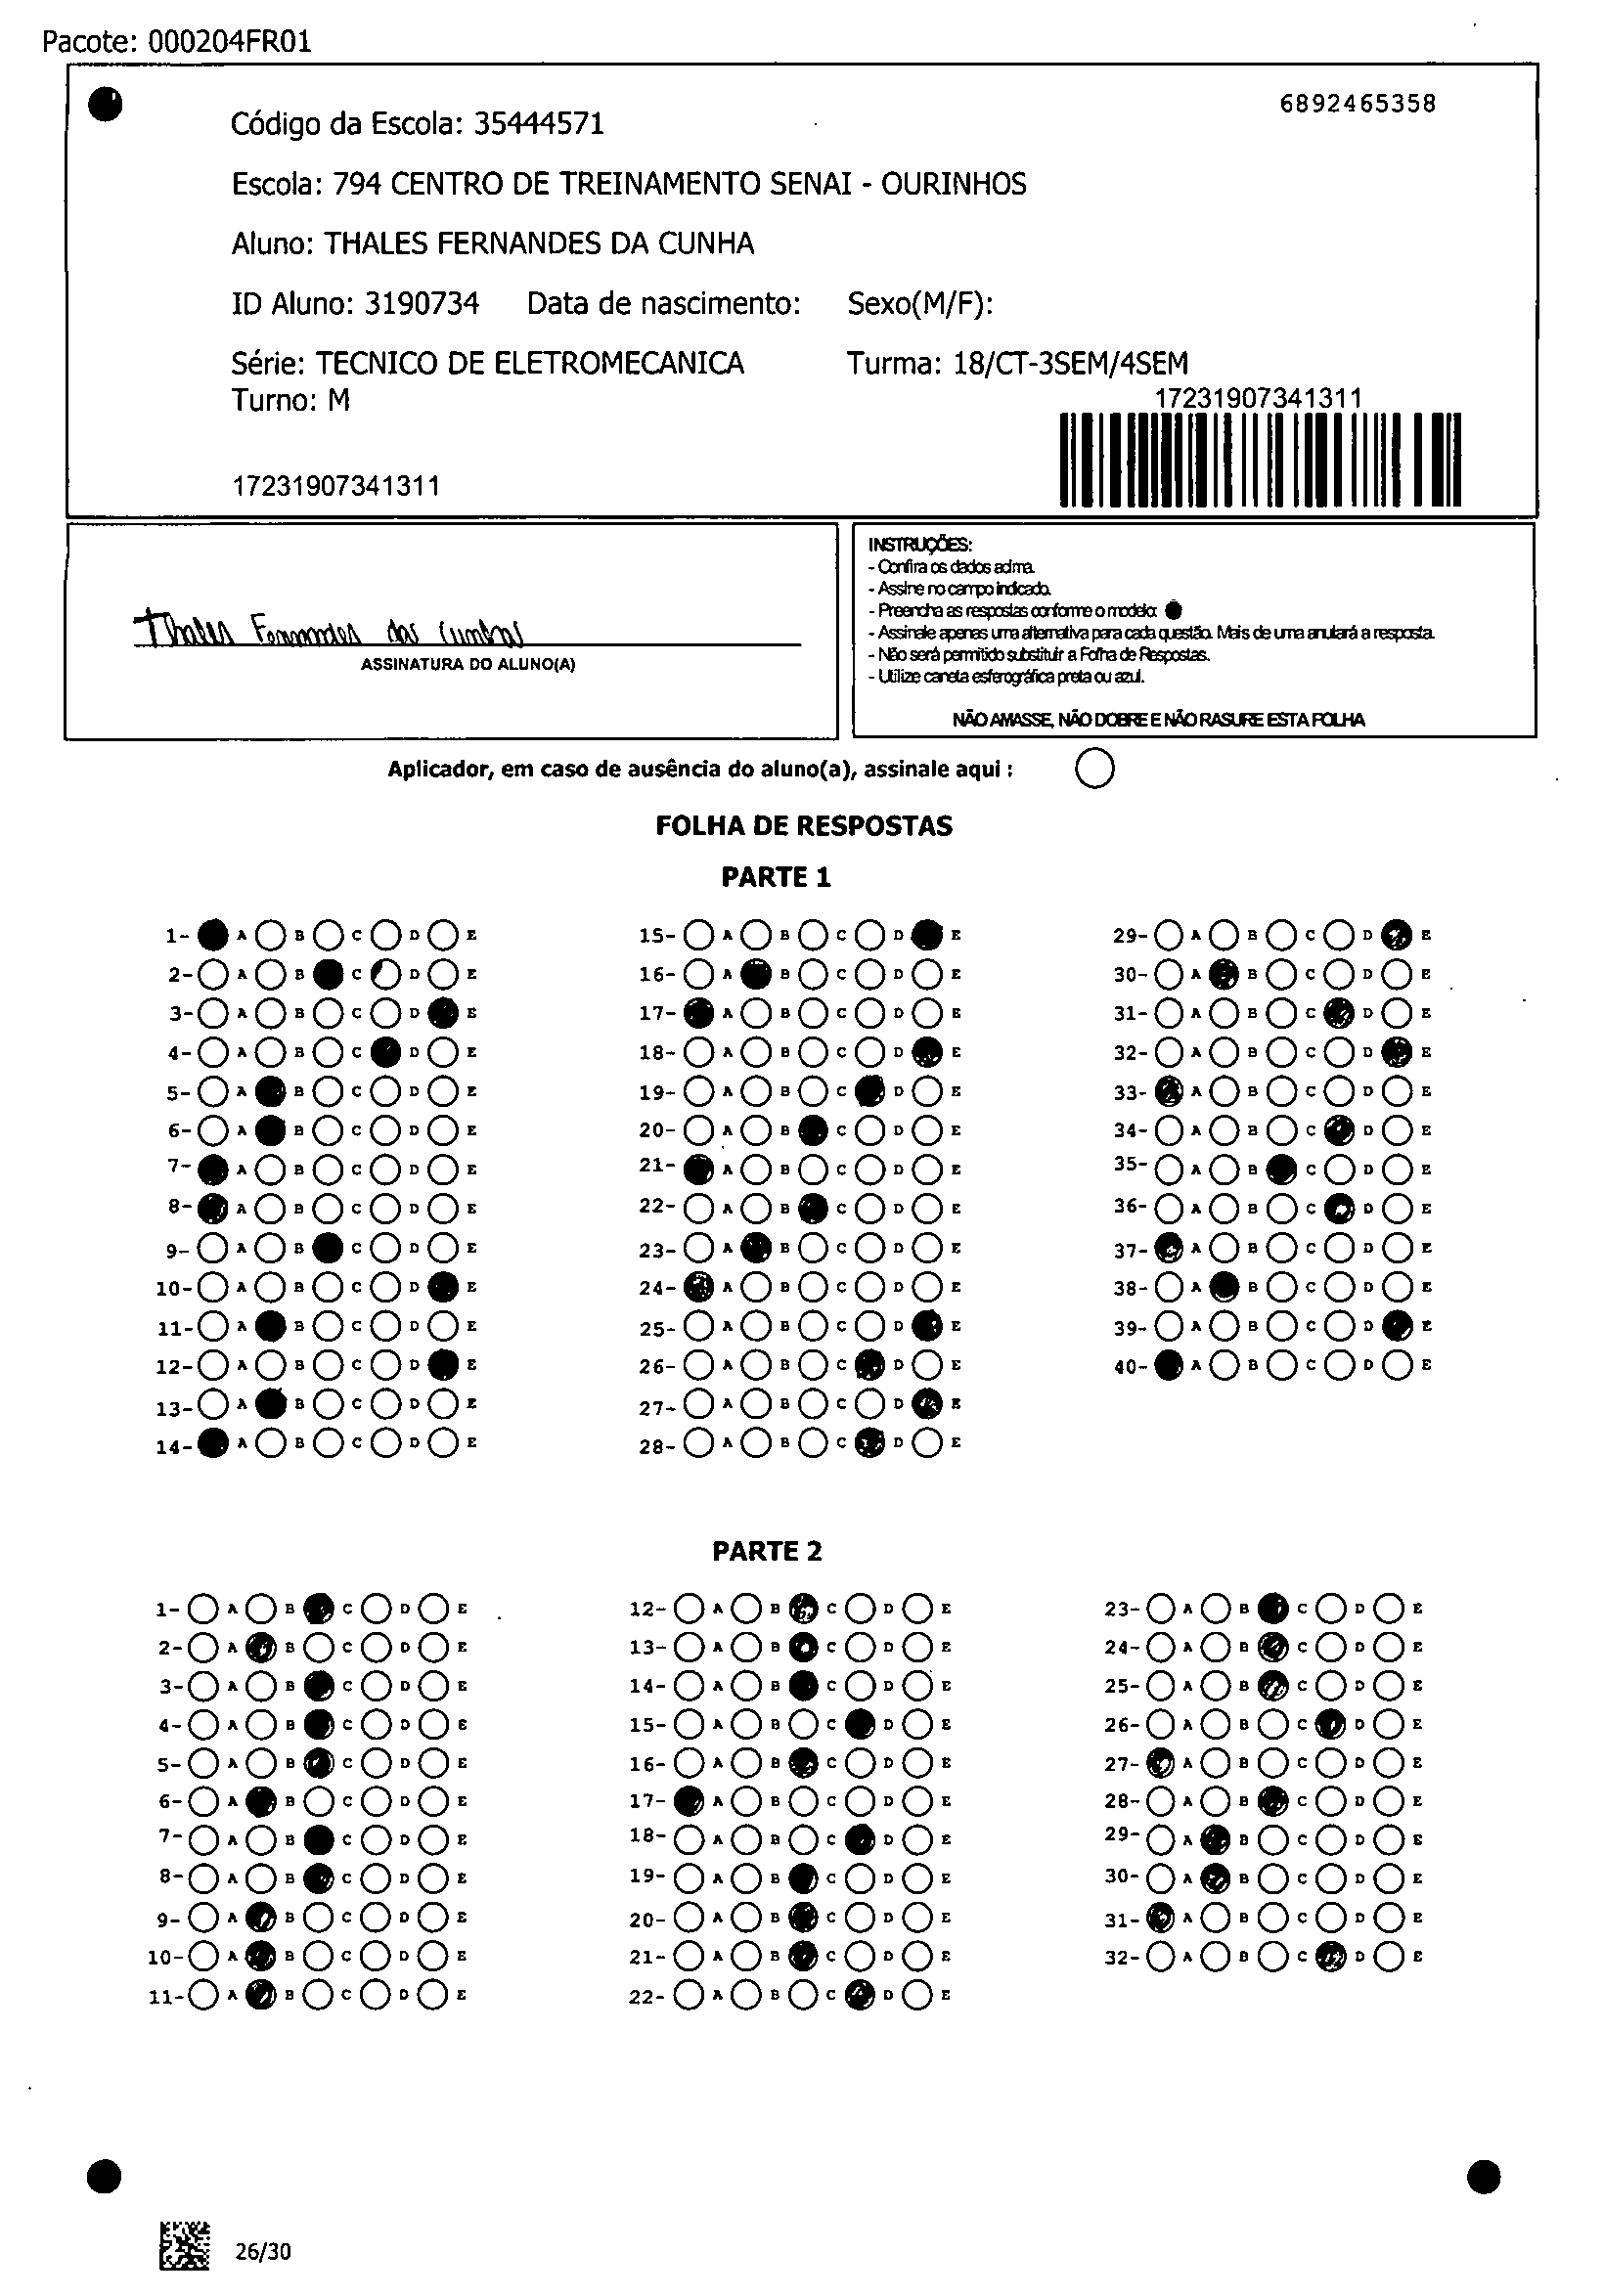 Pacote: 000204FR01
6892465358
Código da Escola: 35444571
Escola: 794 CENTRO DE TREINAMENTO SENAI - OURINHOS
Aluno: THALES FERNANDES DA CUNHA
ID Aluno: 3190734 Data de nascimento: Sexo(M/F):
Série: TECNICO DE ELETROMECANICA Turma: 18/CT-3SEM/4SEM
Turno: M
17231907341311
17231907341311
Thales Fernandes das Cunhas
ASSINATURA DO ALUNO(A)
INSTRUÇÕES:
- Confira os dados acima.
- Assine no campo indicado.
- Preencha as respostas conforme o modelo:
- Assinale apenas uma alternativa para cada questão. Mais de uma anulará a resposta.
- Não será permitido substituir a Folha de Respostas.
- Utilize caneta esferográfica preta ou azul.
NÃO AMASSE, NÃO DOBRE E NÃO RASURE ESTA FOLHA
Aplicador, em caso de ausência do aluno(a), assinale aqui :
FOLHA DE RESPOSTAS
PARTE 1
1- A B C D E
2- A B C D E
3- A B C D E
4- A B C D E
5- A B C D E
6- A B C D E
7- A B C D E
8- A B C D E
9- A B C D E
10- A B C D E
11- A B C D E
12- A B C D E
13- A B C D E
14- A B C D E
15- A B C D E
16- A B C D E
17- A B C D E
18- A B C D E
19- A B C D E
20- A B C D E
21- A B C D E
22- A B C D E
23- A B C D E
24- A B C D E
25- A B C D E
26- A B C D E
27- A B C D E
28- A B C D E
29- A B C D E
30- A B C D E
31- A B C D E
32- A B C D E
33- A B C D E
34- A B C D E
35- A B C D E
36- A B C D E
37- A B C D E
38- A B C D E
39- A B C D E
40- A B C D E
PARTE 2
1- A B C D E
2- A B C D E
3- A B C D E
4- A B C D E
5- A B C D E
6- A B C D E
7- A B C D E
8- A B C D E
9- A B C D E
10- A B C D E
11- A B C D E
12- A B C D E
13- A B C D E
14- A B C D E
15- A B C D E
16- A B C D E
17- A B C D E
18- A B C D E
19- A B C D E
20- A B C D E
21- A B C D E
22- A B C D E
23- A B C D E
24- A B C D E
25- A B C D E
26- A B C D E
27- A B C D E
28- A B C D E
29- A B C D E
30- A B C D E
31- A B C D E
32- A B C D E
26/30